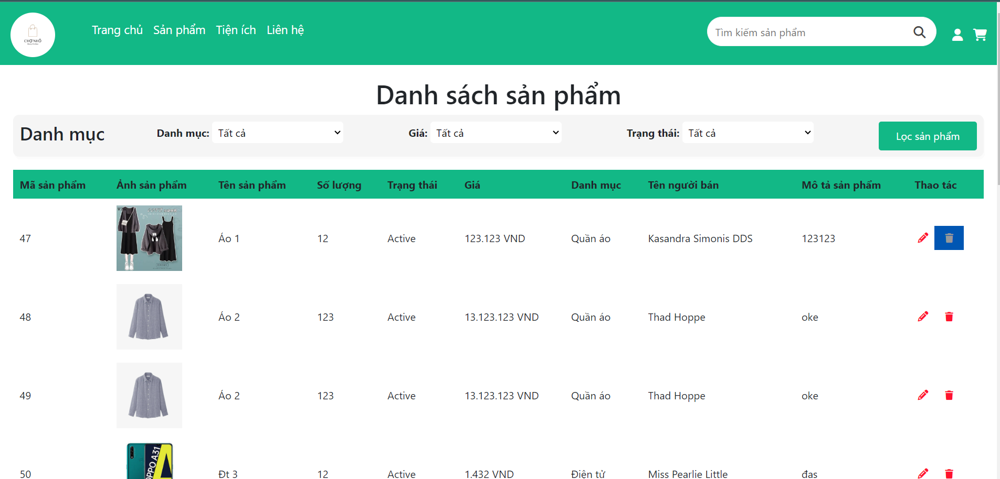 CHỢ NHỎ
Trang chủ Sản phẩm Tiện ích Liên hệ
Tìm kiếm sản phẩm
Danh sách sản phẩm
Danh mục Danh mục: Tất cả Giá: Tất cả Trạng thái: Tất cả Lọc sản phẩm
Mã sản phẩm Ảnh sản phẩm Tên sản phẩm Số lượng Trạng thái Giá Danh mục Tên người bán Mô tả sản phẩm Thao tác
47 Áo 1 12 Active 123.123 VND Quần áo Kasandra Simonis DDS 123123
48 Áo 2 123 Active 13.123.123 VND Quần áo Thad Hoppe oke
49 Áo 2 123 Active 13.123.123 VND Quần áo Thad Hoppe oke
OPPO A31
50 Đt 3 12 Active 1.432 VND Điện tử Miss Pearlie Little đas